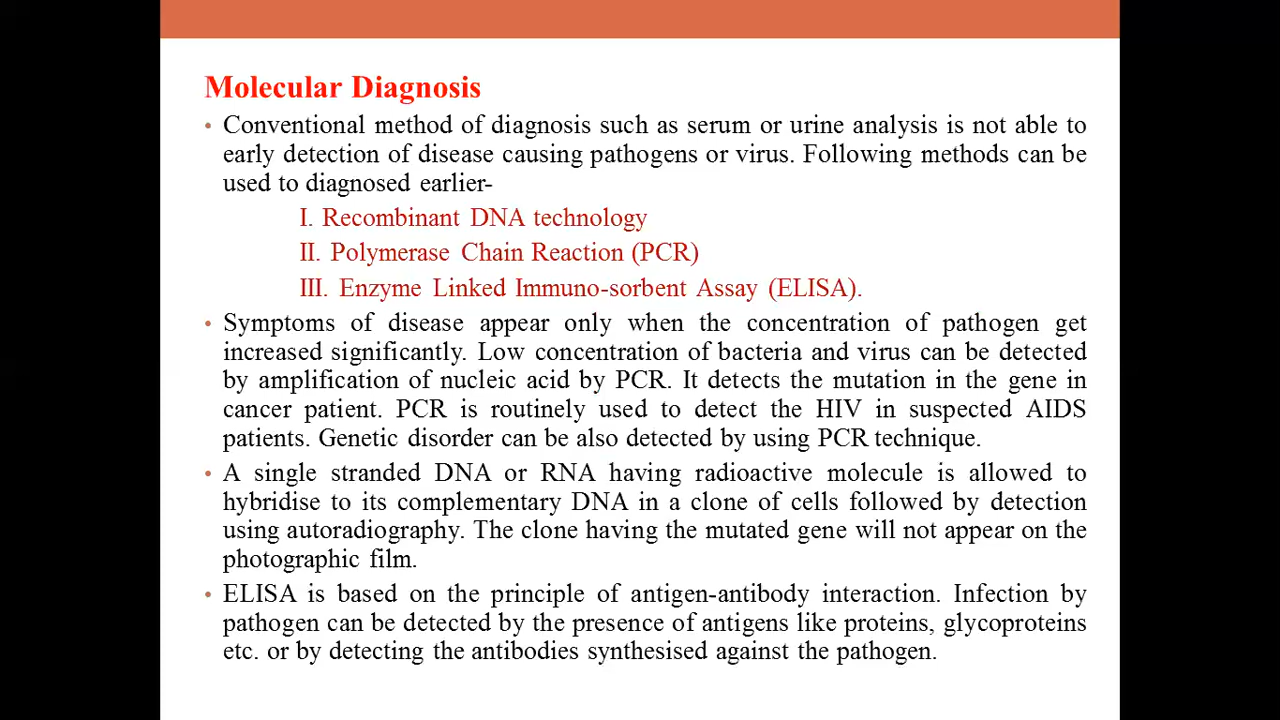 Molecular Diagnosis
• Conventional method of diagnosis such as serum or urine analysis is not able to
early detection of disease causing pathogens or virus. Following methods can be
used to diagnosed earlier-
I. Recombinant DNA technology
II. Polymerase Chain Reaction (PCR)
III. Enzyme Linked Immuno-sorbent Assay (ELISA).
• Symptoms of disease appear only when the concentration of pathogen get
increased significantly. Low concentration of bacteria and virus can be detected
by amplification of nucleic acid by PCR. It detects the mutation in the gene in
cancer patient. PCR is routinely used to detect the HIV in suspected AIDS
patients. Genetic disorder can be also detected by using PCR technique.
• A single stranded DNA or RNA having radioactive molecule is allowed to
hybridise to its complementary DNA in a clone of cells followed by detection
using autoradiography. The clone having the mutated gene will not appear on the
photographic film.
• ELISA is based on the principle of antigen-antibody interaction. Infection by
pathogen can be detected by the presence of antigens like proteins, glycoproteins
etc. or by detecting the antibodies synthesised against the pathogen.